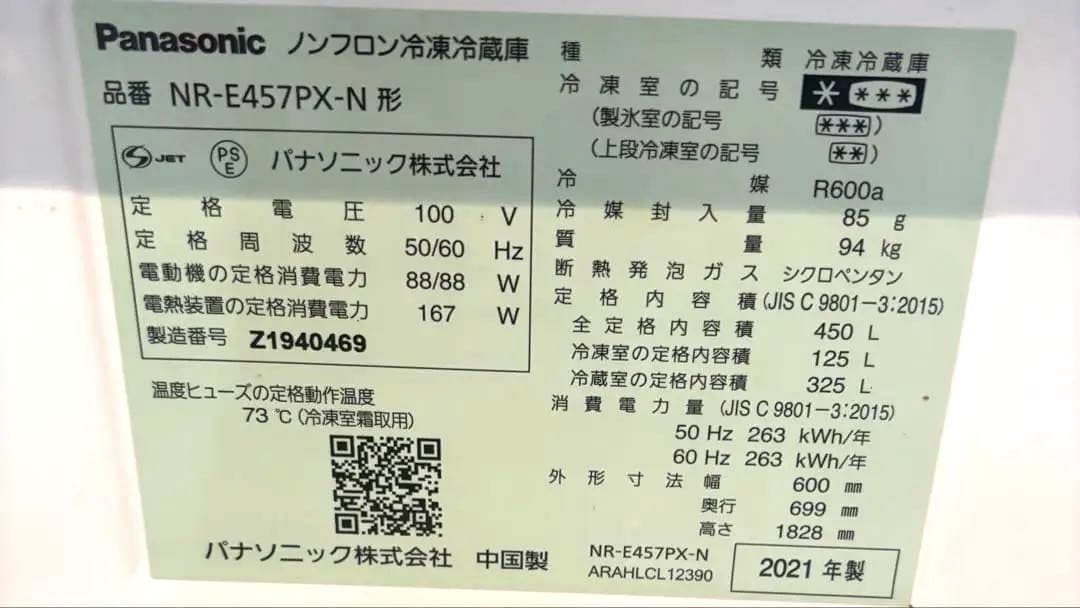 Panasonic ノンフロン冷凍冷蔵庫
品番 NR-E457PX-N 形
JET PS E パナソニック株式会社
定格電圧 100 V
定格周波数 50/60 Hz
電動機の定格消費電力 88/88 W
電熱装置の定格消費電力 167 W
製造番号 Z1940469
温度ヒューズの定格動作温度
73 ℃(冷凍室霜取用)
パナソニック株式会社 中国製
種類 冷凍冷蔵庫
冷凍室の記号 * ***
(製氷室の記号 ***)
(上段冷凍室の記号 **)
冷媒 R600a
冷媒封入量 85 g
質量 94 kg
断熱発泡ガス シクロペンタン
定格内容積 (JIS C 9801-3:2015)
全定格内容積 450 L
冷凍室の定格内容積 125 L
冷蔵室の定格内容積 325 L
消費電力量 (JIS C 9801-3:2015)
50 Hz 263 kWh/年
60 Hz 263 kWh/年
外形寸法 幅 600 mm
奥行 699 mm
高さ 1828 mm
NR-E457PX-N
ARAHLCL12390
2021 年製